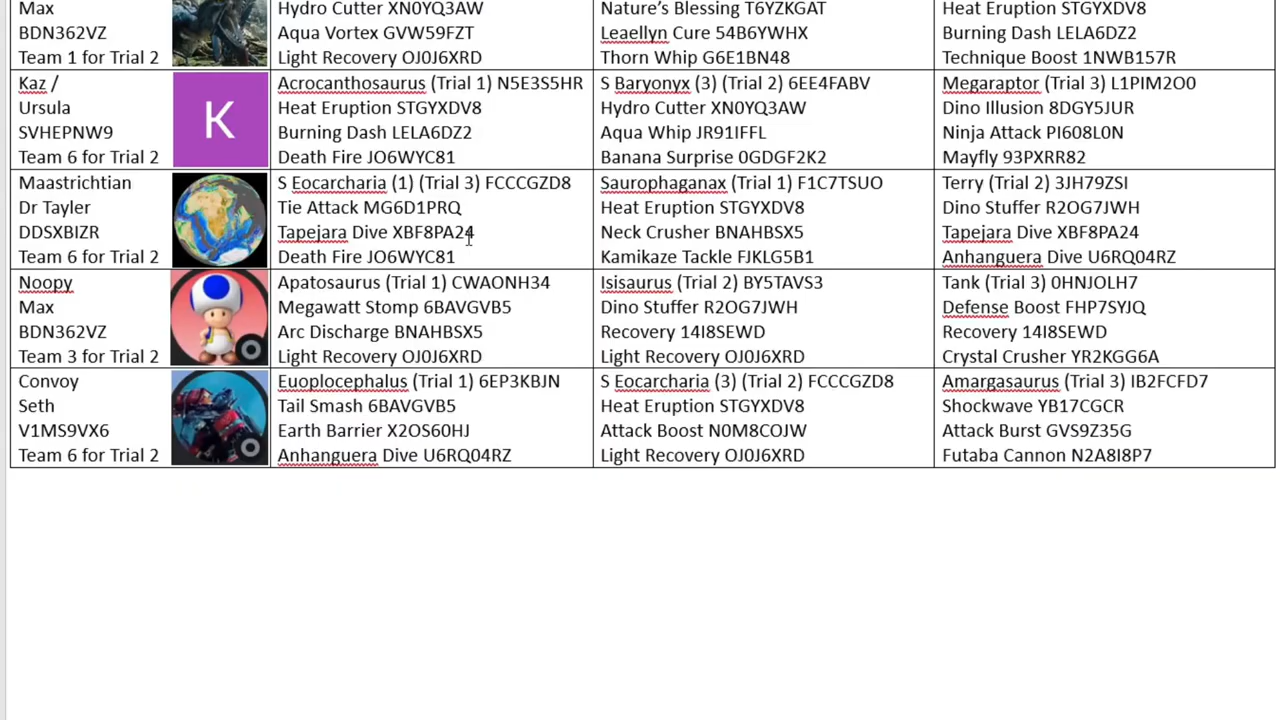 Max
BDN362VZ
Team 1 for Trial 2
Hydro Cutter XN0YQ3AW
Aqua Vortex GVW59FZT
Light Recovery OJ0J6XRD
Nature's Blessing T6YZKGAT
Leaellyn Cure 54B6YWHX
Thorn Whip G6E1BN48
Heat Eruption STGYXDV8
Burning Dash LELA6DZ2
Technique Boost 1NWB157R
Kaz /
Ursula
SVHEPNW9
Team 6 for Trial 2
K
Acrocanthosaurus (Trial 1) N5E3S5HR
Heat Eruption STGYXDV8
Burning Dash LELA6DZ2
Death Fire JO6WYC81
S Baryonyx (3) (Trial 2) 6EE4FABV
Hydro Cutter XN0YQ3AW
Aqua Whip JR91IFFL
Banana Surprise 0GDGF2K2
Megaraptor (Trial 3) L1PIM2O0
Dino Illusion 8DGY5JUR
Ninja Attack PI608L0N
Mayfly 93PXRR82
Maastrichtian
Dr Tayler
DDSXBIZR
Team 6 for Trial 2
S Eocarcharia (1) (Trial 3) FCCCGZD8
Tie Attack MG6D1PRQ
Tapejara Dive XBF8PA24
Death Fire JO6WYC81
Saurophaganax (Trial 1) F1C7TSUO
Heat Eruption STGYXDV8
Neck Crusher BNAHBSX5
Kamikaze Tackle FJKLG5B1
Terry (Trial 2) 3JH79ZSI
Dino Stuffer R2OG7JWH
Tapejara Dive XBF8PA24
Anhanguera Dive U6RQ04RZ
Noopy
Max
BDN362VZ
Team 3 for Trial 2
Apatosaurus (Trial 1) CWAONH34
Megawatt Stomp 6BAVGVB5
Arc Discharge BNAHBSX5
Light Recovery OJ0J6XRD
Isisaurus (Trial 2) BY5TAVS3
Dino Stuffer R2OG7JWH
Recovery 14I8SEWD
Light Recovery OJ0J6XRD
Tank (Trial 3) 0HNJOLH7
Defense Boost FHP7SYJQ
Recovery 14I8SEWD
Crystal Crusher YR2KGG6A
Convoy
Seth
V1MS9VX6
Team 6 for Trial 2
Euoplocephalus (Trial 1) 6EP3KBJN
Tail Smash 6BAVGVB5
Earth Barrier X2OS60HJ
Anhanguera Dive U6RQ04RZ
S Eocarcharia (3) (Trial 2) FCCCGZD8
Heat Eruption STGYXDV8
Attack Boost N0M8COJW
Light Recovery OJ0J6XRD
Amargasaurus (Trial 3) IB2FCFD7
Shockwave YB17CGCR
Attack Burst GVS9Z35G
Futaba Cannon N2A8I8P7